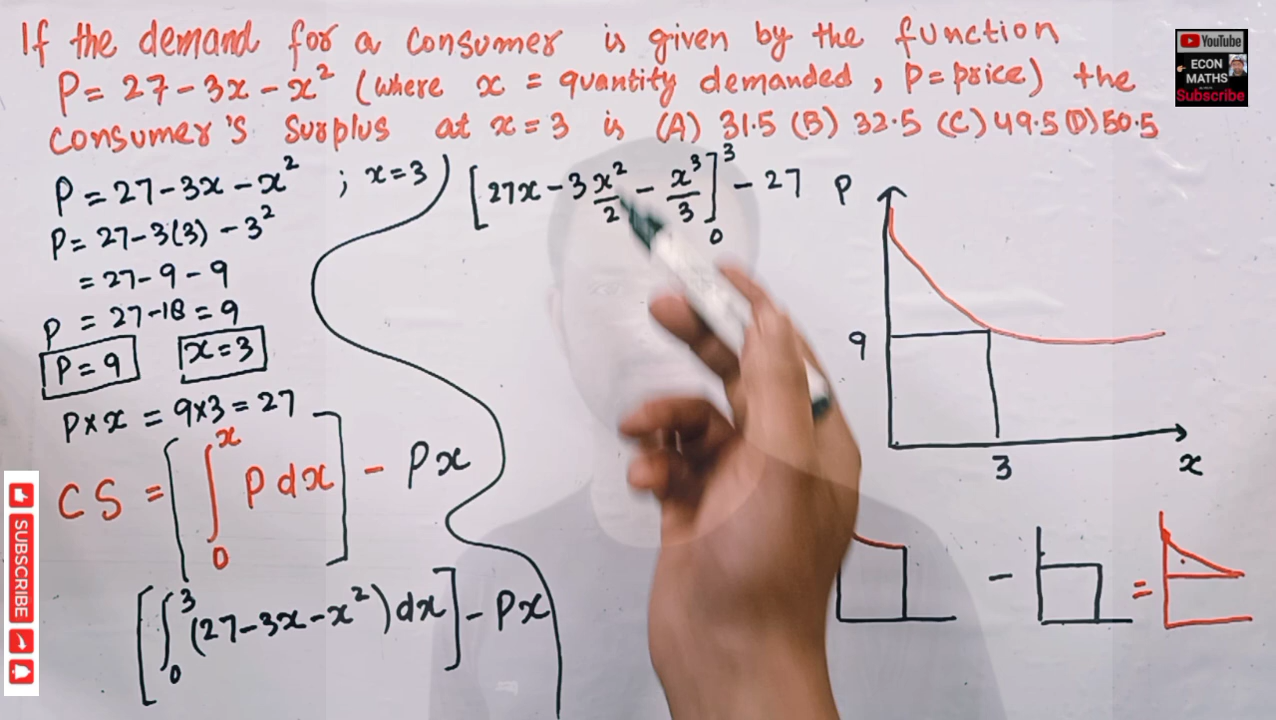 If the demand for a consumer is given by the function
P = 27 - 3x - x² (where x = quantity demanded, p = price) the
consumer's surplus at x = 3 is (A) 31.5 (B) 32.5 (C) 49.5 (D) 50.5
YouTube
ECON
MATHS
Subscribe
P = 27 - 3x - x² ; x = 3
P = 27 - 3(3) - 3²
= 27 - 9 - 9
P = 27 - 18 = 9
P = 9 x = 3
P × x = 9×3 = 27
CS = [∫₀ˣ P dx] - Px
[∫₀³ (27 - 3x - x²) dx] - Px
[27x - 3x²/2 - x³/3]₀³ - 27
P
9
3
x
- =
SUBSCRIBE